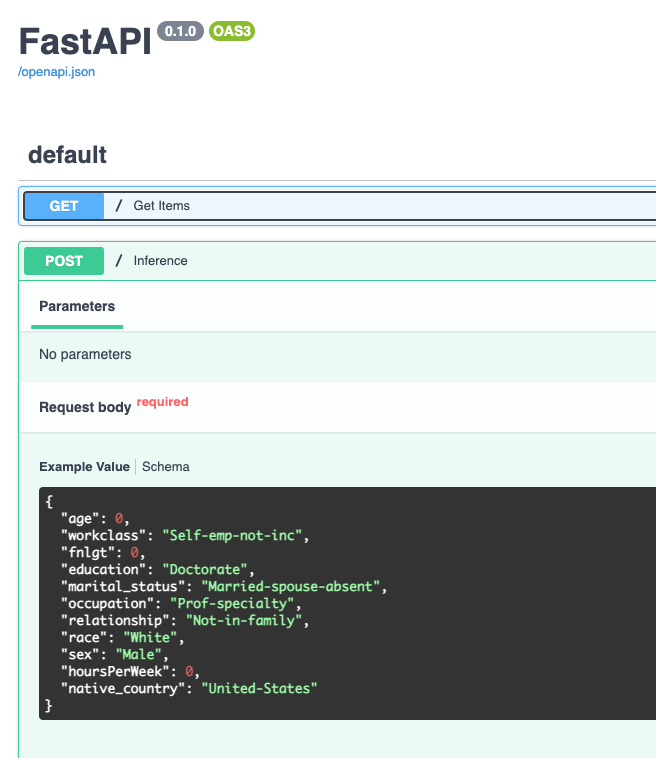 FastAPI 0.1.0 OAS3
/openapi.json
default
GET / Get Items
POST / Inference
Parameters
No parameters
Request body required
Example Value Schema
{
  "age": 0,
  "workclass": "Self-emp-not-inc",
  "fnlgt": 0,
  "education": "Doctorate",
  "marital_status": "Married-spouse-absent",
  "occupation": "Prof-specialty",
  "relationship": "Not-in-family",
  "race": "White",
  "sex": "Male",
  "hoursPerWeek": 0,
  "native_country": "United-States"
}